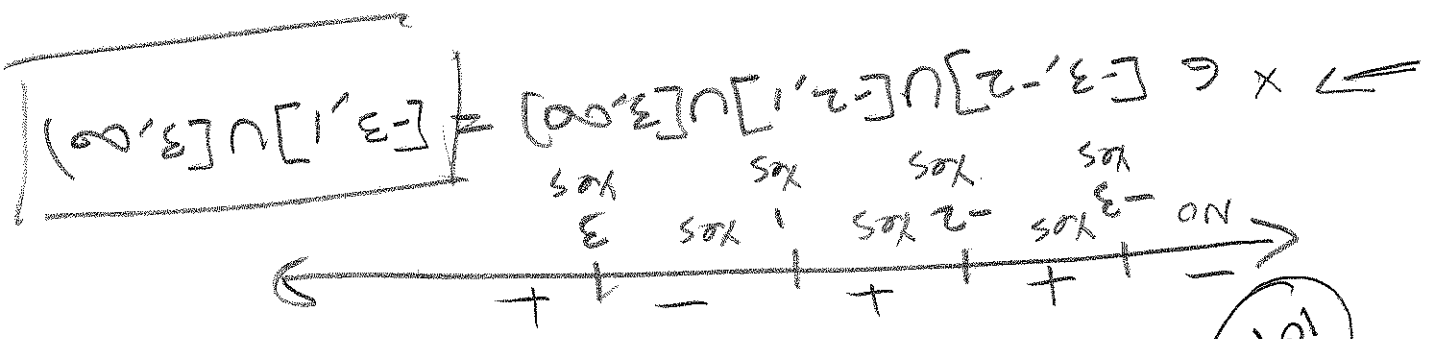 - + + - +
NO -3 Yes -2 Yes 1 Yes 3
Yes Yes Yes Yes
⇒ x ∈ [-3,-2]∪[-2,1]∪[3,∞) = [-3,1]∪[3,∞)